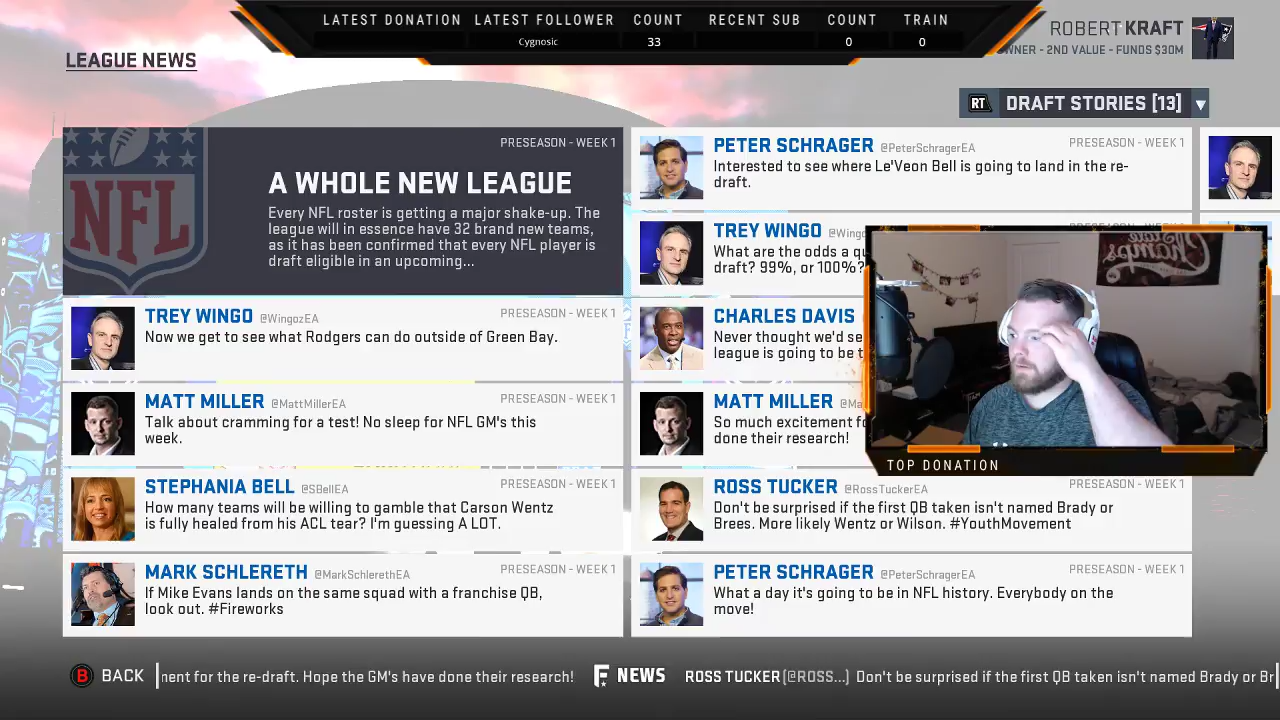 LATEST DONATION LATEST FOLLOWER COUNT RECENT SUB COUNT TRAIN
Cygnosic 33 0 0
ROBERT KRAFT
OWNER - 2ND VALUE - FUNDS $30M
LEAGUE NEWS
RT DRAFT STORIES [13]
NFL
PRESEASON - WEEK 1
A WHOLE NEW LEAGUE
Every NFL roster is getting a major shake-up. The
league will in essence have 32 brand new teams,
as it has been confirmed that every NFL player is
draft eligible in an upcoming...
TREY WINGO @WingozEA PRESEASON - WEEK 1
Now we get to see what Rodgers can do outside of Green Bay.
MATT MILLER @MattMillerEA PRESEASON - WEEK 1
Talk about cramming for a test! No sleep for NFL GM's this
week.
STEPHANIA BELL @SBellEA PRESEASON - WEEK 1
How many teams will be willing to gamble that Carson Wentz
is fully healed from his ACL tear? I'm guessing A LOT.
MARK SCHLERETH @MarkSchlerethEA PRESEASON - WEEK 1
If Mike Evans lands on the same squad with a franchise QB,
look out. #Fireworks
PETER SCHRAGER @PeterSchragerEA PRESEASON - WEEK 1
Interested to see where Le'Veon Bell is going to land in the re-
draft.
TREY WINGO @Wingo
What are the odds a qu
draft? 99%, or 100%?
CHARLES DAVIS
Never thought we'd se
league is going to be t
MATT MILLER @Ma
So much excitement fo
done their research!
TOP DONATION
ROSS TUCKER @RossTuckerEA PRESEASON - WEEK 1
Don't be surprised if the first QB taken isn't named Brady or
Brees. More likely Wentz or Wilson. #YouthMovement
PETER SCHRAGER @PeterSchragerEA PRESEASON - WEEK 1
What a day it's going to be in NFL history. Everybody on the
move!
B BACK nent for the re-draft. Hope the GM's have done their research! F NEWS ROSS TUCKER (@ROSS...) Don't be surprised if the first QB taken isn't named Brady or Br